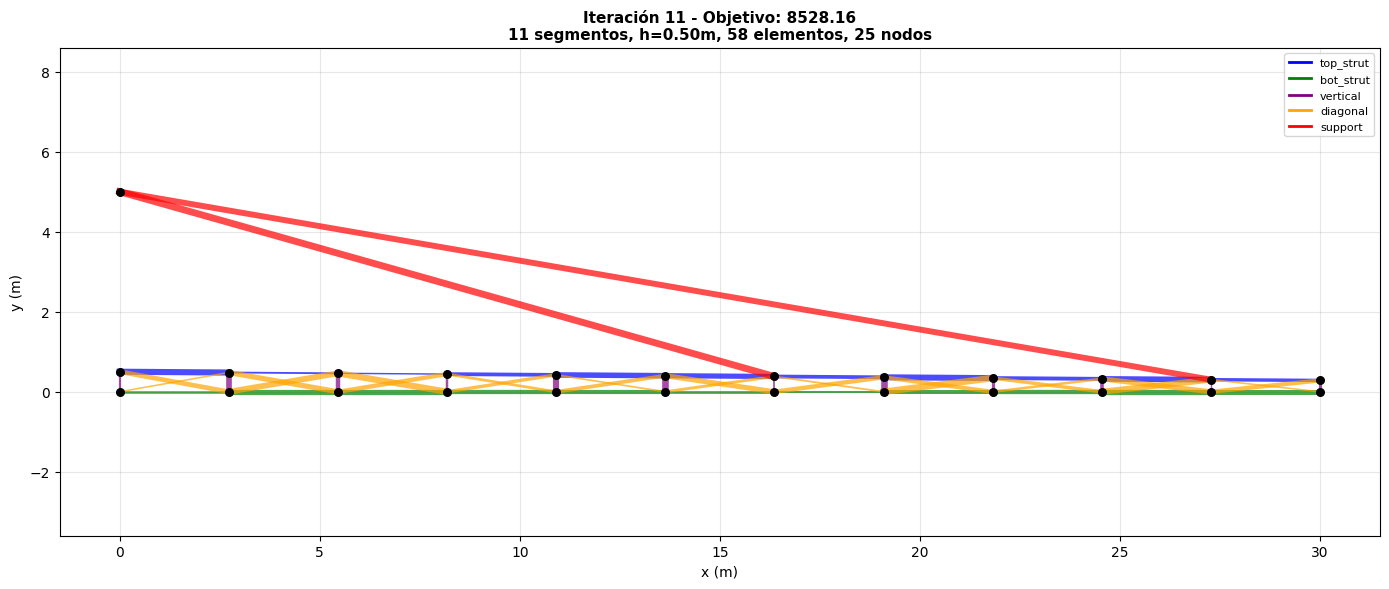 Iteración 11 - Objetivo: 8528.16
11 segmentos, h=0.50m, 58 elementos, 25 nodos
top_strut
bot_strut
vertical
diagonal
support
8
6
4
2
0
−2
y (m)
0
5
10
15
20
25
30
x (m)